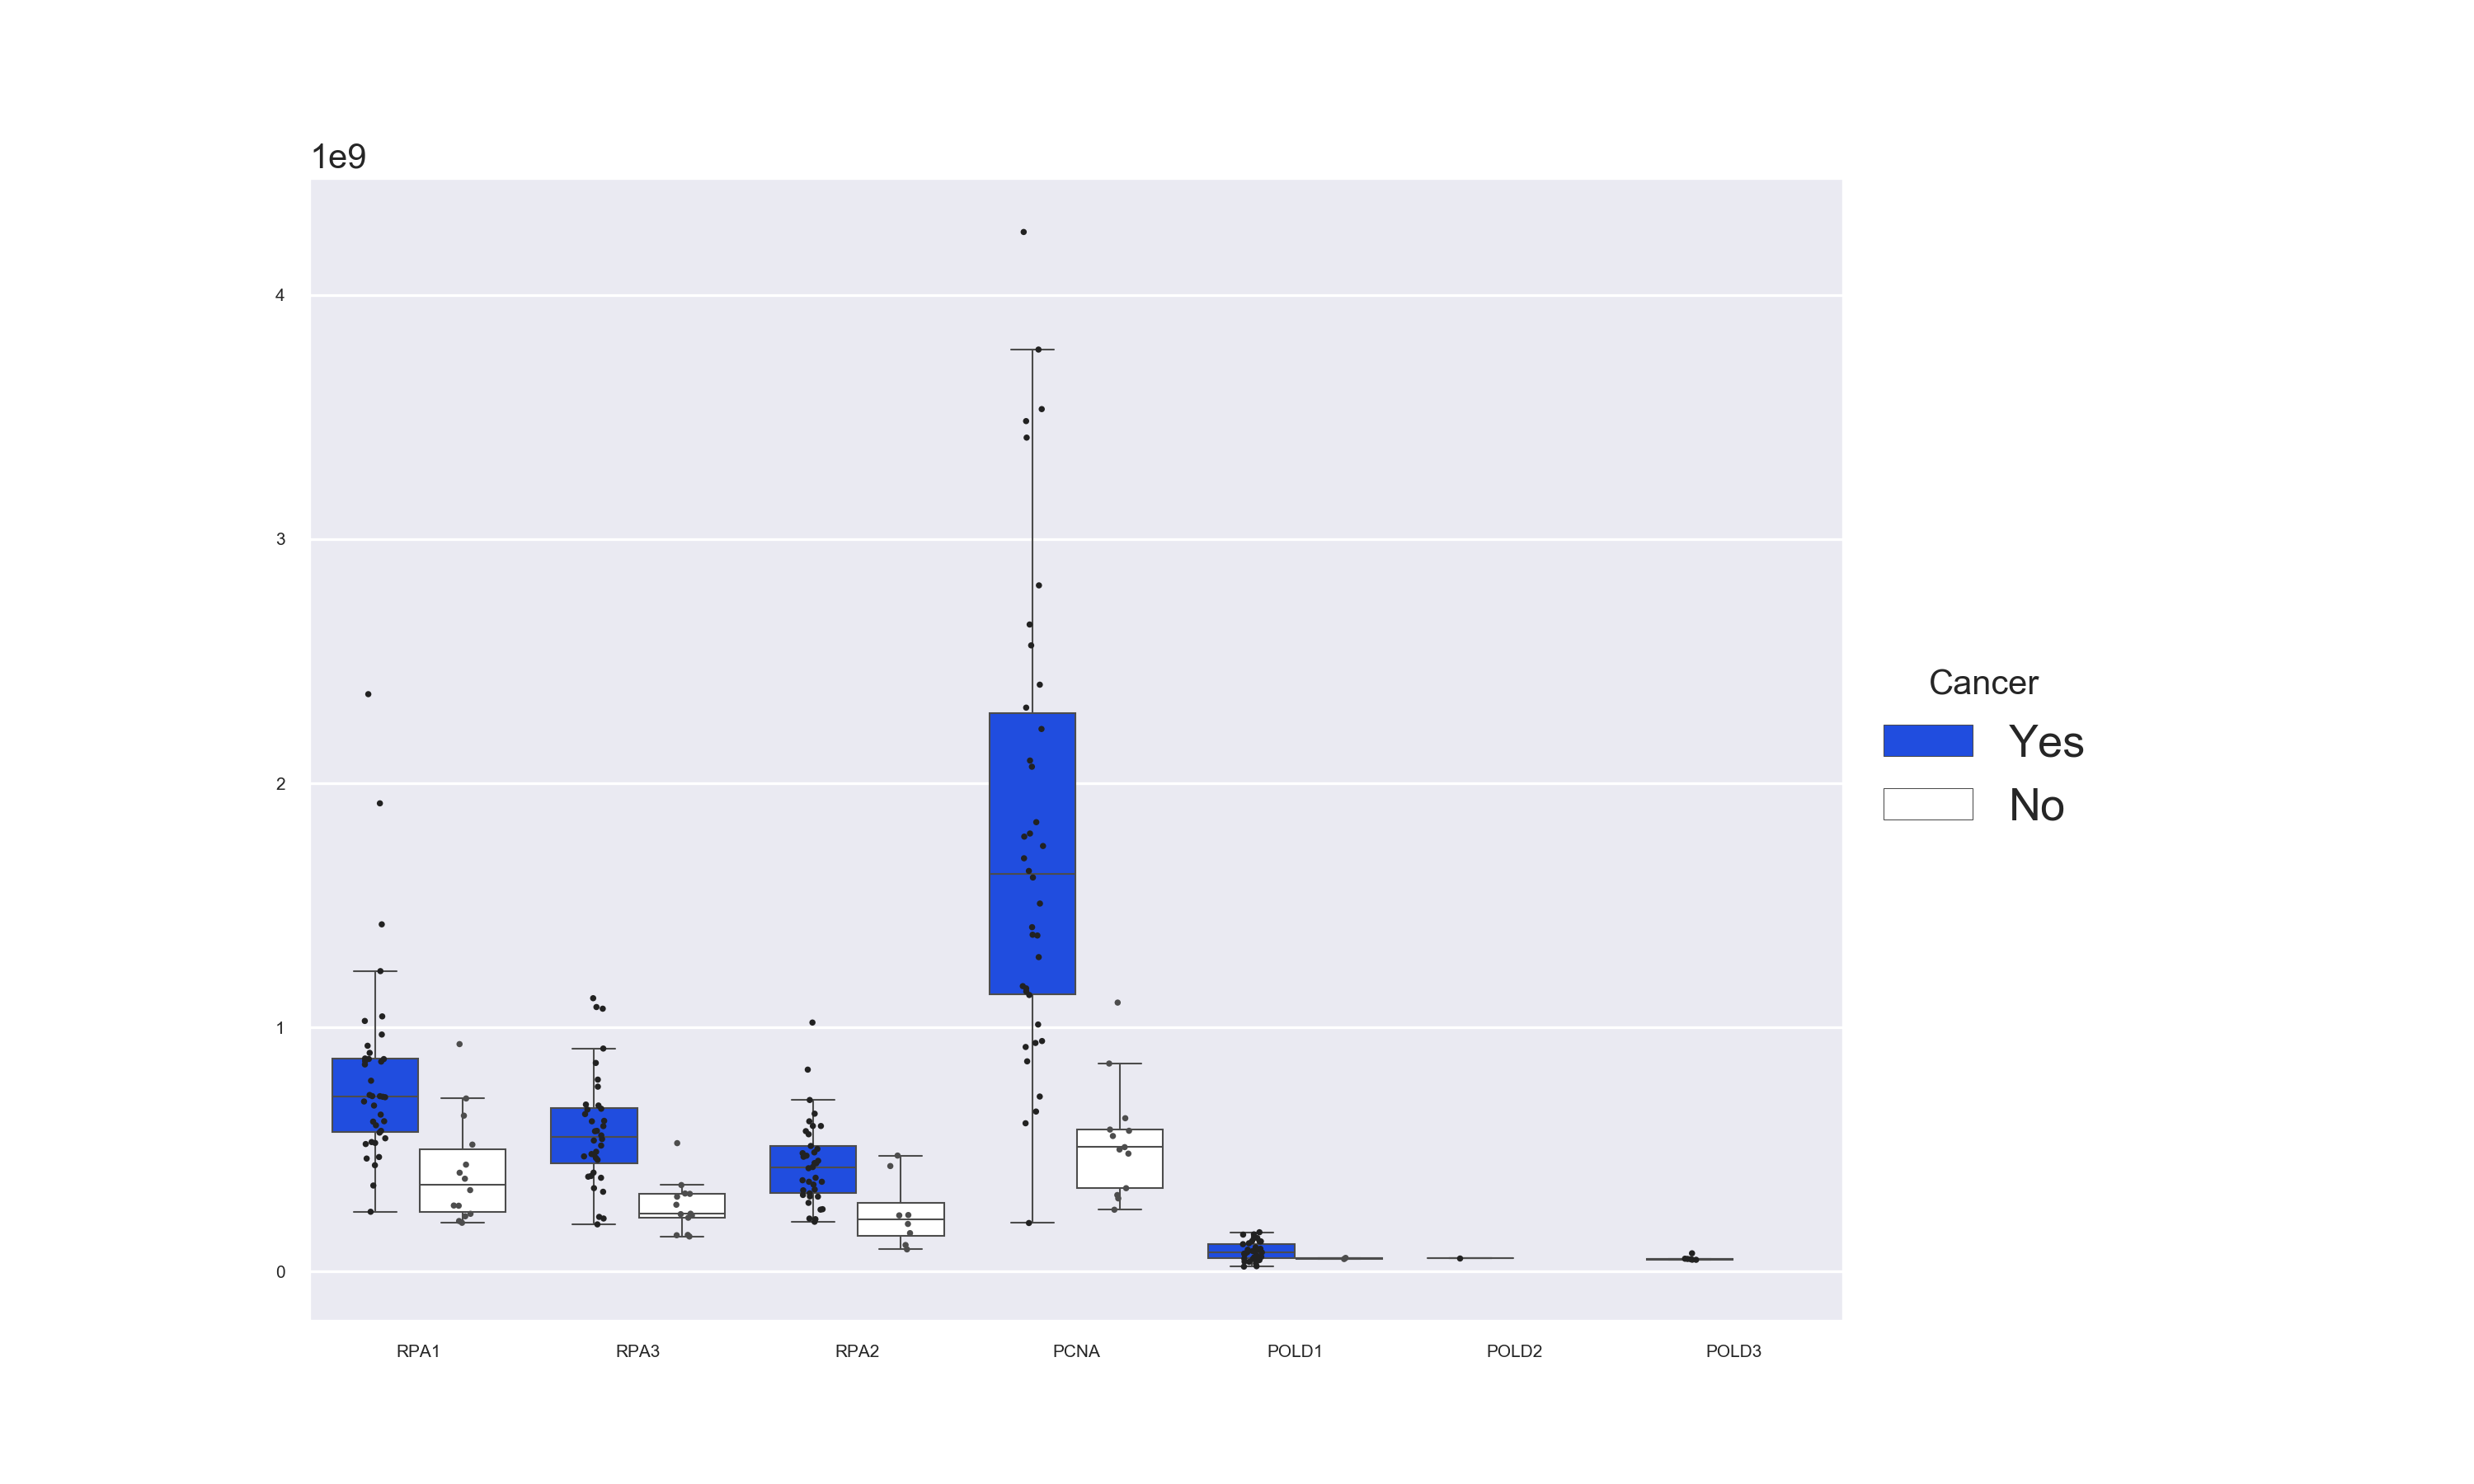 1e9
4
3
2
1
0
RPA1 RPA3 RPA2 PCNA POLD1 POLD2 POLD3
Cancer
Yes
No